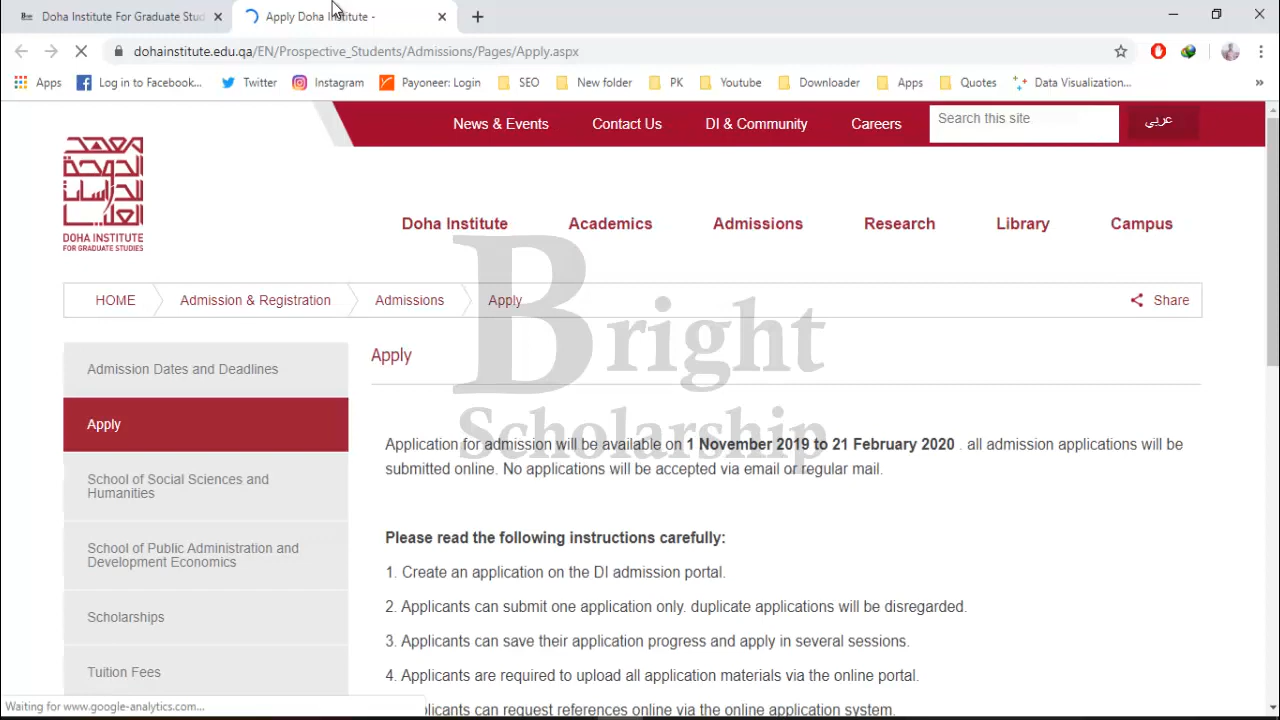 Doha Institute For Graduate Stud
Apply Doha Institute -
dohainstitute.edu.qa/EN/Prospective_Students/Admissions/Pages/Apply.aspx
Apps
Log in to Facebook...
Twitter
Instagram
Payoneer: Login
SEO
New folder
PK
Youtube
Downloader
Apps
Quotes
Data Visualization...
»
News & Events
Contact Us
DI & Community
Careers
Search this site
عربي
معهد
الدوحة
للدراسات
العليا
DOHA INSTITUTE
FOR GRADUATE STUDIES
Doha Institute
Academics
Admissions
Research
Library
Campus
HOME
Admission & Registration
Admissions
Apply
Share
Bright
Scholarship
Admission Dates and Deadlines
Apply
School of Social Sciences and
Humanities
School of Public Administration and
Development Economics
Scholarships
Tuition Fees
Apply
Application for admission will be available on 1 November 2019 to 21 February 2020 . all admission applications will be
submitted online. No applications will be accepted via email or regular mail.
Please read the following instructions carefully:
1. Create an application on the DI admission portal.
2. Applicants can submit one application only. duplicate applications will be disregarded.
3. Applicants can save their application progress and apply in several sessions.
4. Applicants are required to upload all application materials via the online portal.
plicants can request references online via the online application system.
Waiting for www.google-analytics.com...